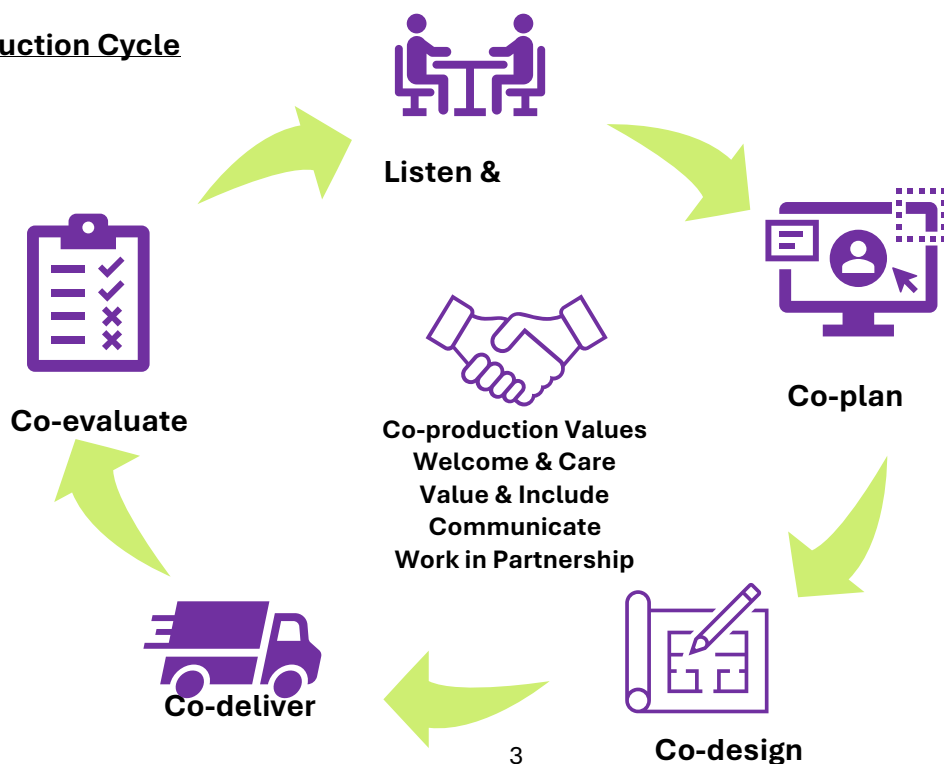 uction Cycle
Listen &
Co-plan
Co-evaluate
Co-production Values
Welcome & Care
Value & Include
Communicate
Work in Partnership
Co-deliver
Co-design
3